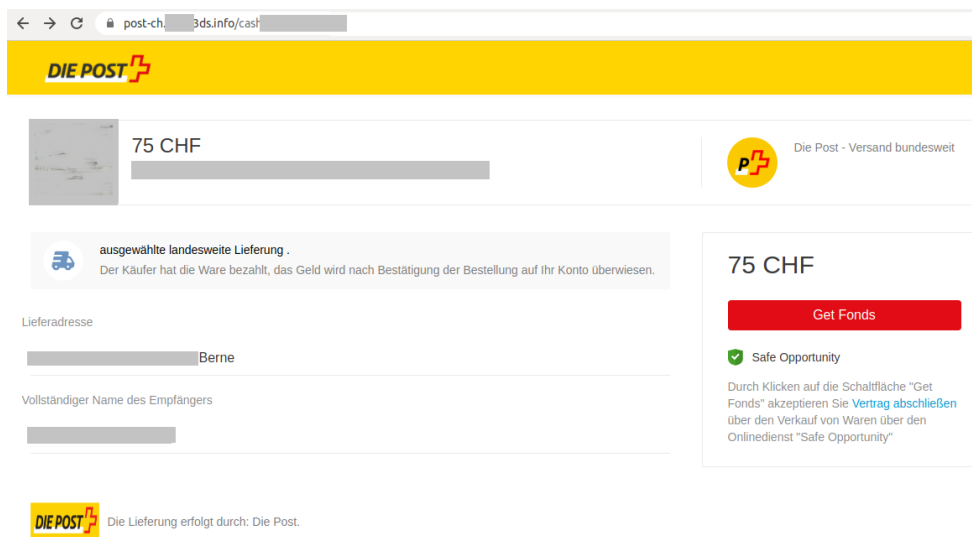 post-ch. 3ds.info/cash
DIE POST
75 CHF
P
Die Post - Versand bundesweit
ausgewählte landesweite Lieferung .
Der Käufer hat die Ware bezahlt, das Geld wird nach Bestätigung der Bestellung auf Ihr Konto überwiesen.
75 CHF
Get Fonds
Lieferadresse
Berne
Safe Opportunity
Durch Klicken auf die Schaltfläche "Get
Fonds" akzeptieren Sie Vertrag abschließen
über den Verkauf von Waren über den
Onlinedienst "Safe Opportunity"
Vollständiger Name des Empfängers
DIE POST
Die Lieferung erfolgt durch: Die Post.